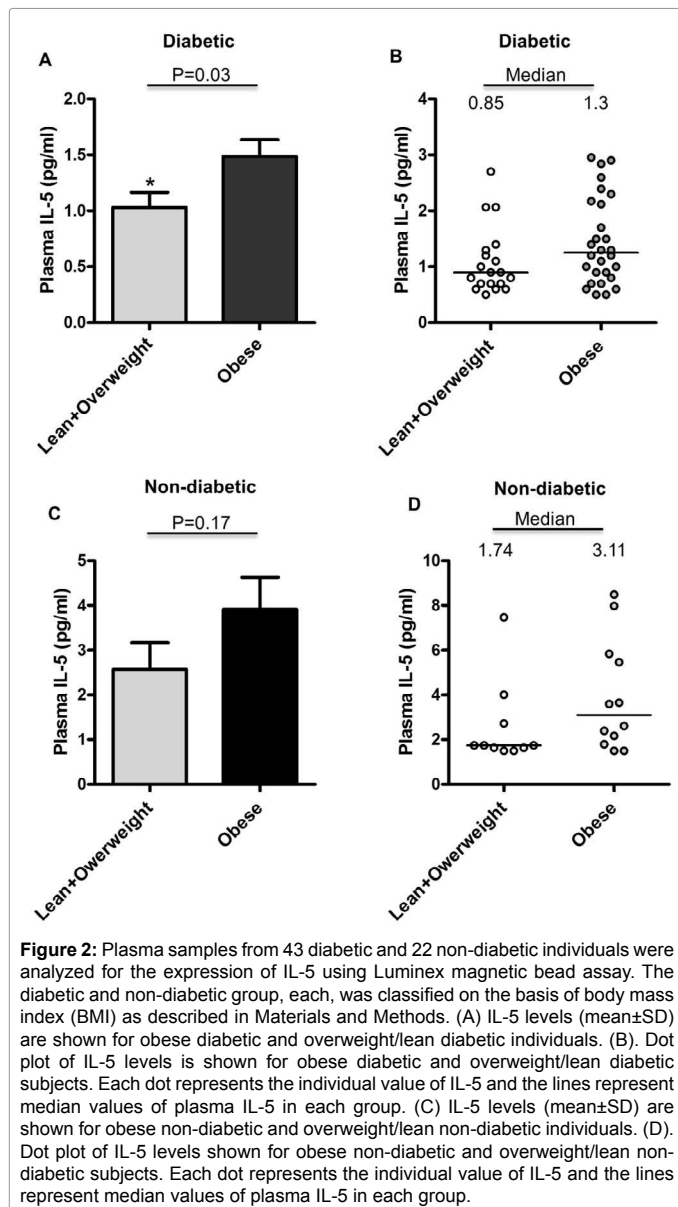 Diabetic
A
P=0.03
2.0
1.5
1.0
0.5
0.0
*
Plasma IL-5 (pg/ml)
Lean+Overweight
Obese
Diabetic
B
Median
0.85 1.3
4
3
2
1
0
Plasma IL-5 (pg/ml)
Lean+Overweight
Obese
Non-diabetic
C
P=0.17
5
4
3
2
1
0
Plasma IL-5 (pg/ml)
Lean+Owerweight
Obese
Non-diabetic
D
Median
1.74 3.11
10
8
6
4
2
0
Plasma IL-5 (pg/ml)
Lean+Overweight
Obese
Figure 2: Plasma samples from 43 diabetic and 22 non-diabetic individuals were
analyzed for the expression of IL-5 using Luminex magnetic bead assay. The
diabetic and non-diabetic group, each, was classified on the basis of body mass
index (BMI) as described in Materials and Methods. (A) IL-5 levels (mean±SD)
are shown for obese diabetic and overweight/lean diabetic individuals. (B). Dot
plot of IL-5 levels is shown for obese diabetic and overweight/lean diabetic
subjects. Each dot represents the individual value of IL-5 and the lines represent
median values of plasma IL-5 in each group. (C) IL-5 levels (mean±SD) are
shown for obese non-diabetic and overweight/lean non-diabetic individuals. (D).
Dot plot of IL-5 levels shown for obese non-diabetic and overweight/lean non-
diabetic subjects. Each dot represents the individual value of IL-5 and the lines
represent median values of plasma IL-5 in each group.